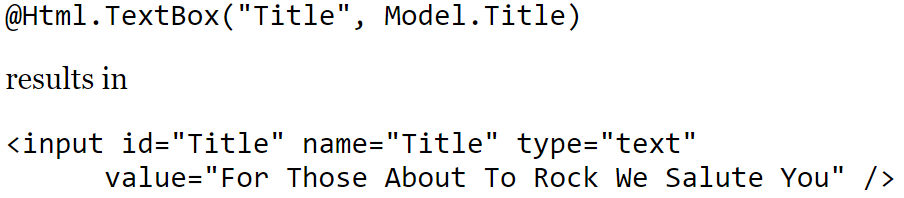 @Html.TextBox("Title", Model.Title)
results in
<input id="Title" name="Title" type="text"
value="For Those About To Rock We Salute You" />